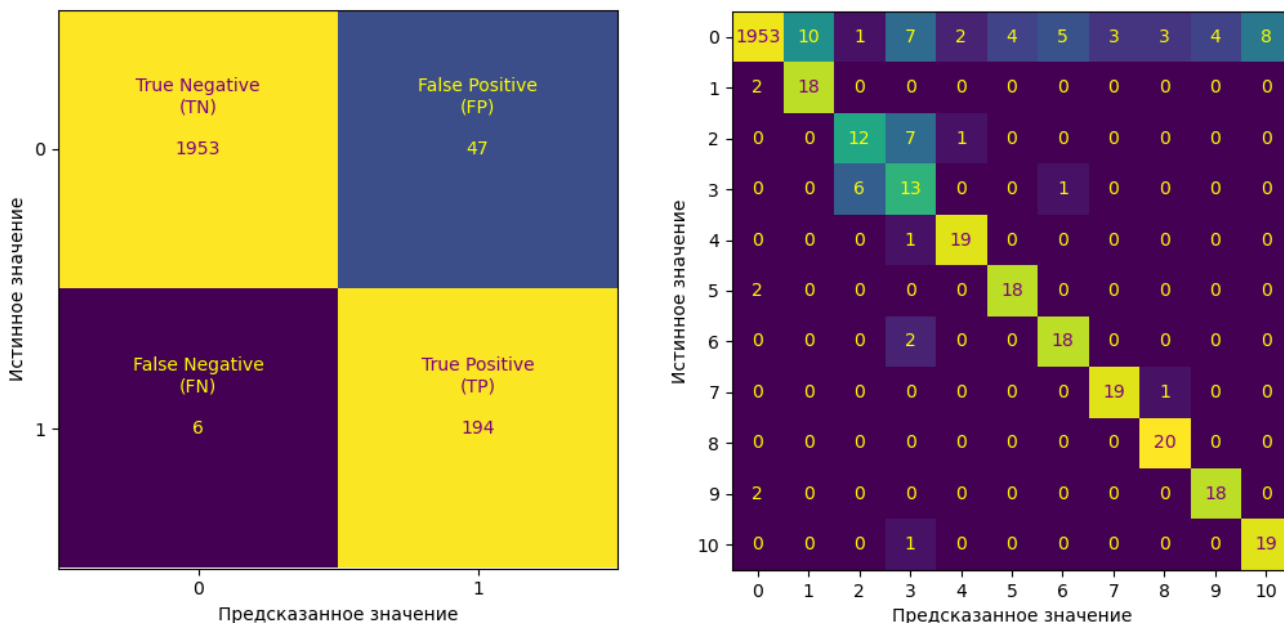 True Negative
(TN)
1953
False Positive
(FP)
47
False Negative
(FN)
6
True Positive
(TP)
194
0
1
0
1
Истинное значение
Предсказанное значение
0 1953 10 1 7 2 4 5 3 3 4 8
1 2 18 0 0 0 0 0 0 0 0 0
2 0 0 12 7 1 0 0 0 0 0 0
3 0 0 6 13 0 0 1 0 0 0 0
4 0 0 0 1 19 0 0 0 0 0 0
5 2 0 0 0 0 18 0 0 0 0 0
6 0 0 0 2 0 0 18 0 0 0 0
7 0 0 0 0 0 0 0 19 1 0 0
8 0 0 0 0 0 0 0 0 20 0 0
9 2 0 0 0 0 0 0 0 0 18 0
10 0 0 0 1 0 0 0 0 0 0 19
0 1 2 3 4 5 6 7 8 9 10
Истинное значение
Предсказанное значение